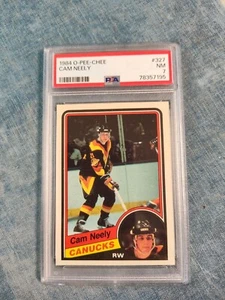 1984 O-PEE-CHEE #327
CAM NEELY NM
PSA 7
78357195
Cam Neely
CANUCKS
RW